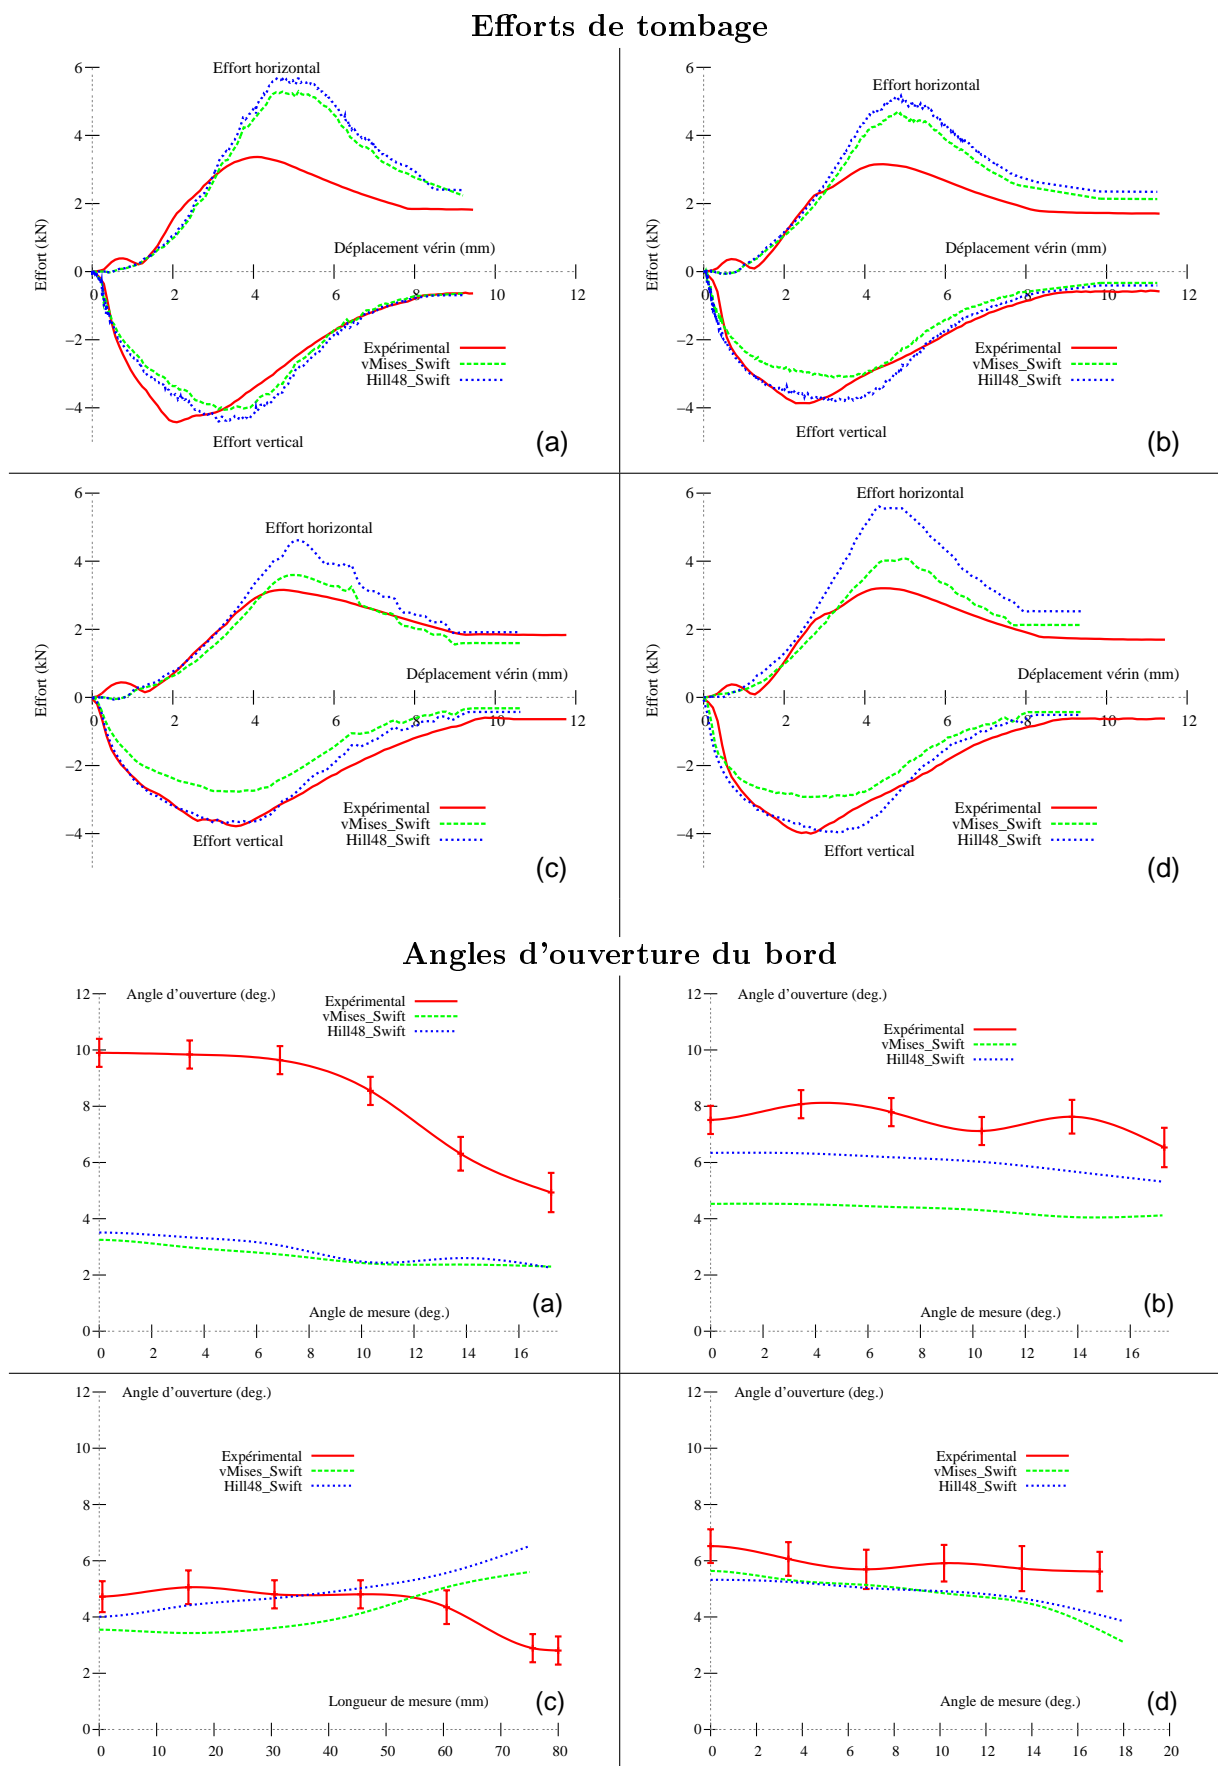 Efforts de tombage
6
4
2
0
−2
−4
Effort (kN)
Effort horizontal
Déplacement vérin (mm)
0 2 4 6 8 10 12
Expérimental
vMises_Swift
Hill48_Swift
Effort vertical
(a)
6
4
2
0
−2
−4
Effort (kN)
Effort horizontal
Déplacement vérin (mm)
0 2 4 6 8 10 12
Expérimental
vMises_Swift
Hill48_Swift
Effort vertical
(b)
6
4
2
0
−2
−4
Effort (kN)
Effort horizontal
Déplacement vérin (mm)
0 2 4 6 8 10 12
Expérimental
vMises_Swift
Hill48_Swift
Effort vertical
(c)
6
4
2
0
−2
−4
Effort (kN)
Effort horizontal
Déplacement vérin (mm)
0 2 4 6 8 10 12
Expérimental
vMises_Swift
Hill48_Swift
Effort vertical
(d)
Angles d'ouverture du bord
12
10
8
6
4
2
0
Angle d'ouverture (deg.)
Expérimental
vMises_Swift
Hill48_Swift
Angle de mesure (deg.)
(a)
0 2 4 6 8 10 12 14 16
12
10
8
6
4
2
0
Angle d'ouverture (deg.)
Expérimental
vMises_Swift
Hill48_Swift
Angle de mesure (deg.)
(b)
0 2 4 6 8 10 12 14 16
12
10
8
6
4
2
0
Angle d'ouverture (deg.)
Expérimental
vMises_Swift
Hill48_Swift
Longueur de mesure (mm)
(c)
0 10 20 30 40 50 60 70 80
12
10
8
6
4
2
0
Angle d'ouverture (deg.)
Expérimental
vMises_Swift
Hill48_Swift
Angle de mesure (deg.)
(d)
0 2 4 6 8 10 12 14 16 18 20